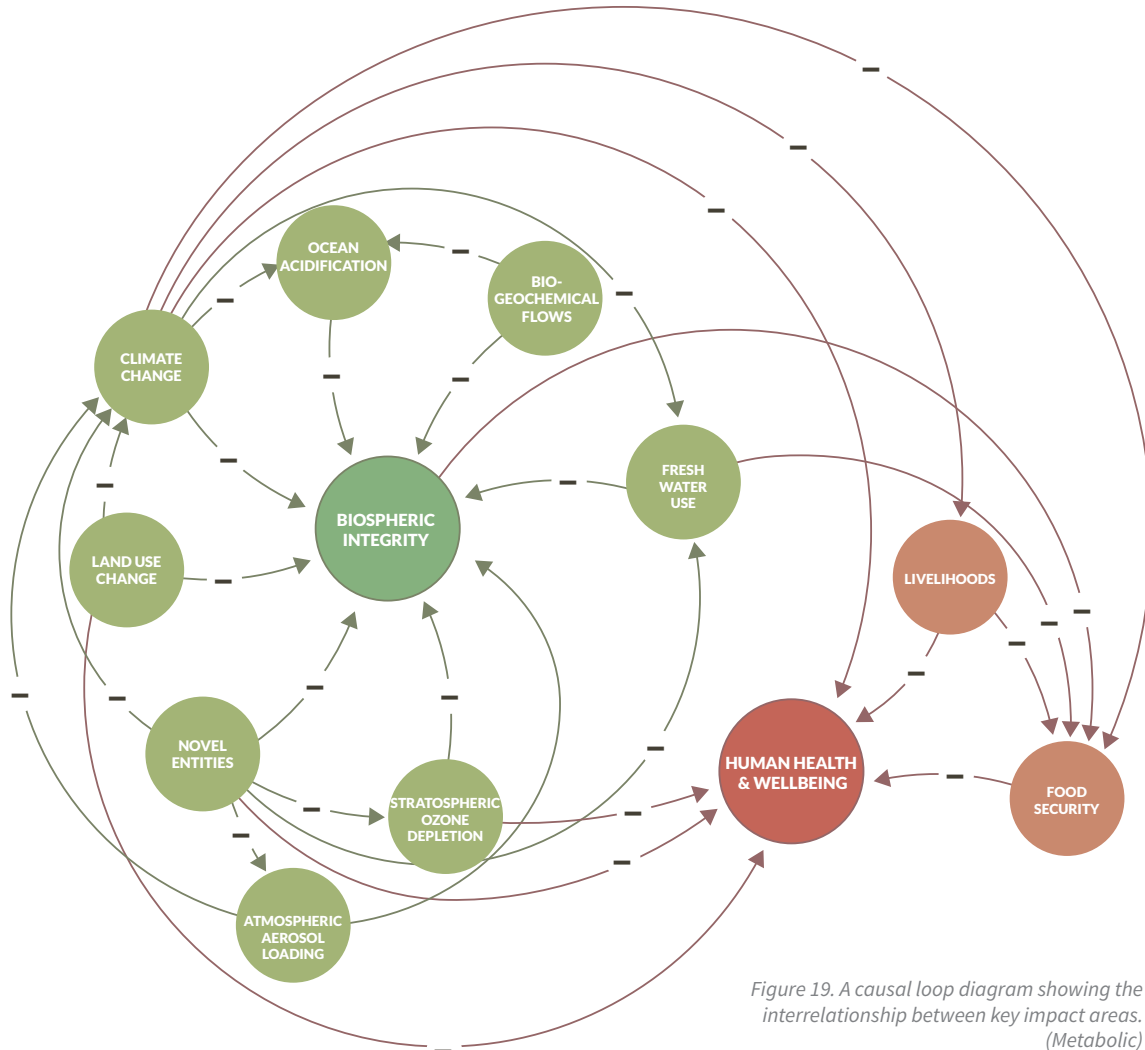 OCEAN
ACIDIFICATION
BIO-
GEOCHEMICAL
FLOWS
CLIMATE
CHANGE
FRESH
WATER
USE
BIOSPHERIC
INTEGRITY
LAND USE
CHANGE
LIVELIHOODS
NOVEL
ENTITIES
HUMAN HEALTH
& WELLBEING
STRATOSPHERIC
OZONE
DEPLETION
FOOD
SECURITY
ATMOSPHERIC
AEROSOL
LOADING
Figure 19. A causal loop diagram showing the
interrelationship between key impact areas.
(Metabolic)